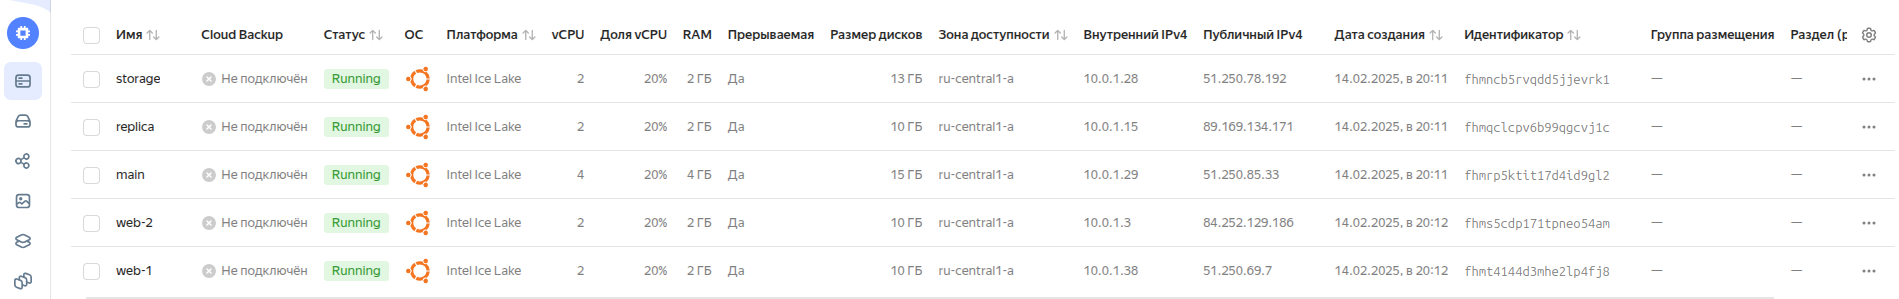 Имя Cloud Backup Статус ОС Платформа vCPU Доля vCPU RAM Прерываемая Размер дисков Зона доступности Внутренний IPv4 Публичный IPv4 Дата создания Идентификатор Группа размещения Раздел (р
storage Не подключён Running Intel Ice Lake 2 20% 2 ГБ Да 13 ГБ ru-central1-a 10.0.1.28 51.250.78.192 14.02.2025, в 20:11 fhmncb5rvqdd5jjevrk1 — —
replica Не подключён Running Intel Ice Lake 2 20% 2 ГБ Да 10 ГБ ru-central1-a 10.0.1.15 89.169.134.171 14.02.2025, в 20:11 fhmqclcpv6b99qgcvj1c — —
main Не подключён Running Intel Ice Lake 4 20% 4 ГБ Да 15 ГБ ru-central1-a 10.0.1.29 51.250.85.33 14.02.2025, в 20:11 fhmrp5ktit17d4id9gl2 — —
web-2 Не подключён Running Intel Ice Lake 2 20% 2 ГБ Да 10 ГБ ru-central1-a 10.0.1.3 84.252.129.186 14.02.2025, в 20:12 fhms5cdp171tpneo54am — —
web-1 Не подключён Running Intel Ice Lake 2 20% 2 ГБ Да 10 ГБ ru-central1-a 10.0.1.38 51.250.69.7 14.02.2025, в 20:12 fhmt4144d3mhe2lp4fj8 — —